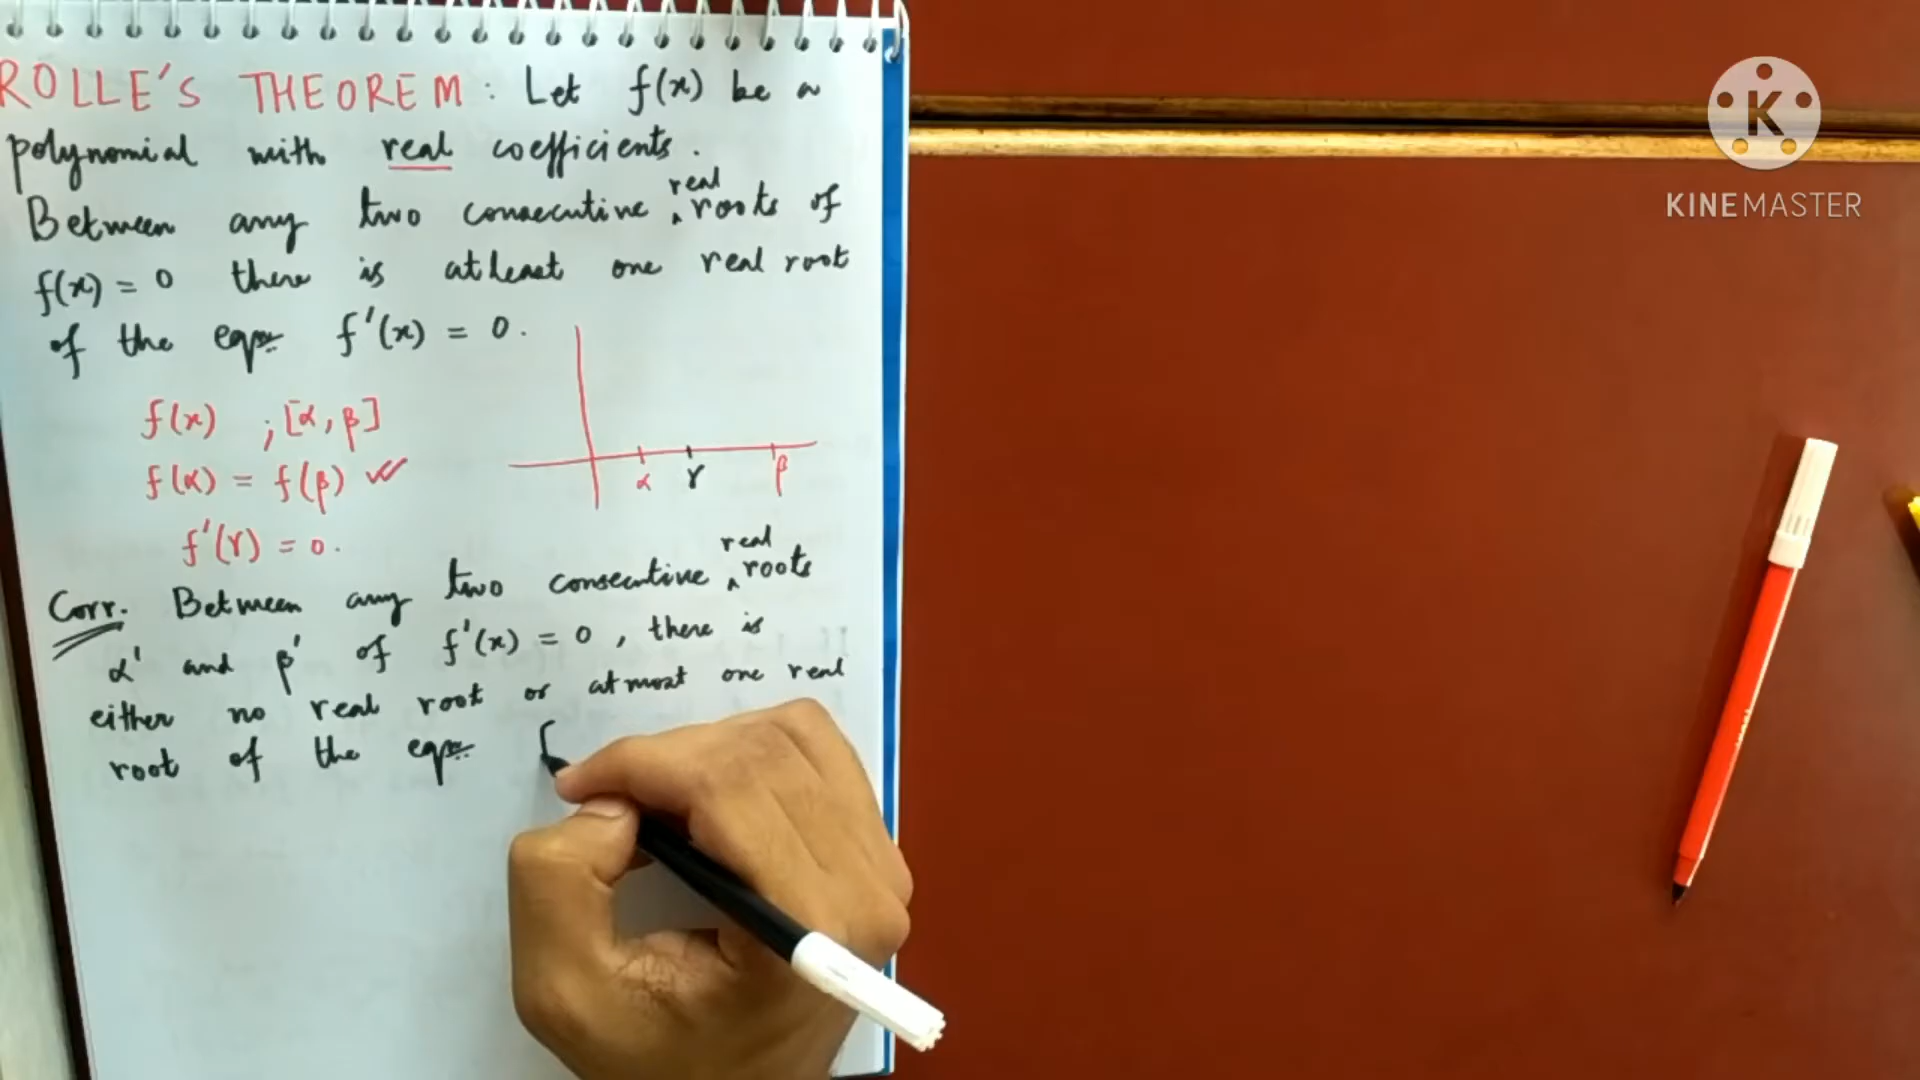 ROLLE'S THEOREM : Let f(x) be a
polynomial with real coefficients.
Between any two consecutive real roots of
f(x) = 0 there is atleast one real root
of the eqn f'(x) = 0.
f(x) ; [α, β]
f(α) = f(β)
f'(γ) = 0.
α γ β
Corr. Between any two consecutive real roots
α' and β' of f'(x) = 0, there is
either no real root or atmost one real
root of the eqn f
K
KINEMASTER